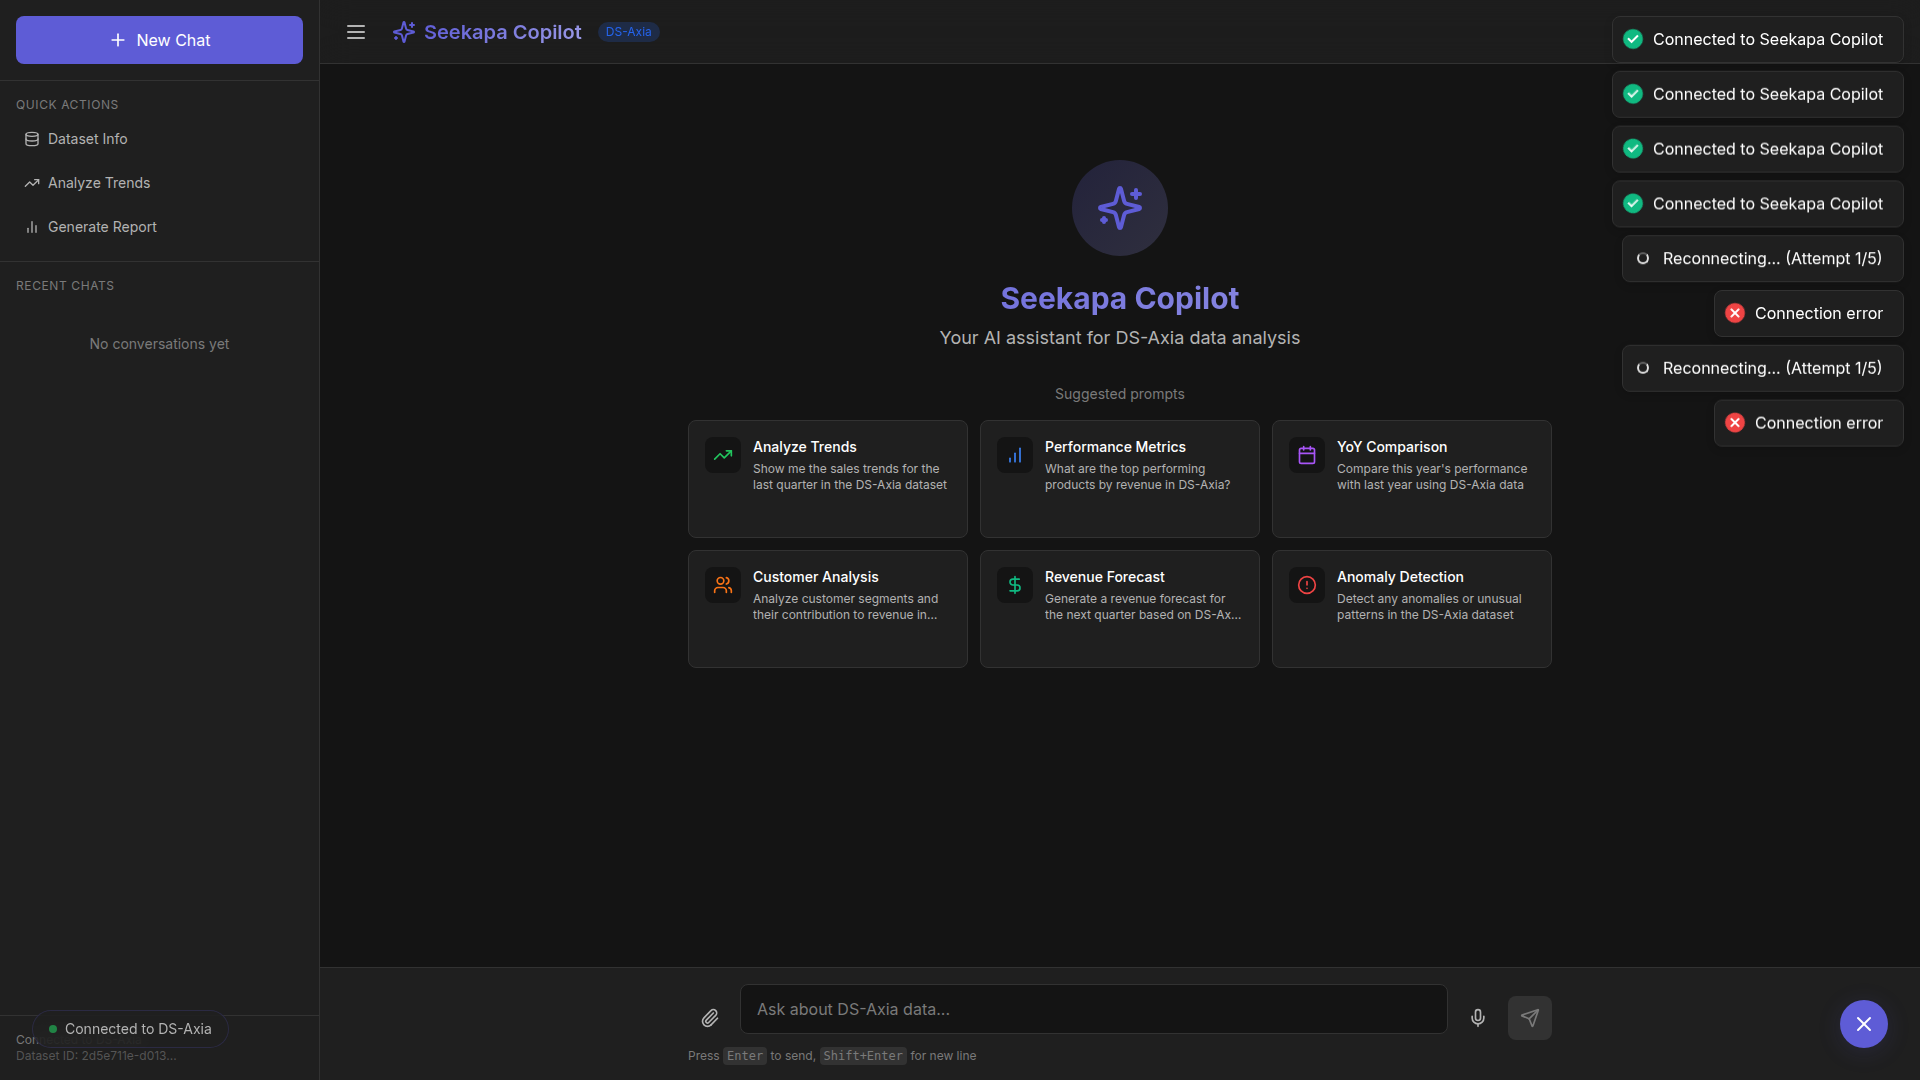 New Chat
QUICK ACTIONS
Dataset Info
Analyze Trends
Generate Report
RECENT CHATS
No conversations yet
Connected to DS-Axia
Dataset ID: 2d5e711e-d013...
Seekapa Copilot
DS-Axia
Seekapa Copilot
Your AI assistant for DS-Axia data analysis
Suggested prompts
Analyze Trends
Show me the sales trends for the
last quarter in the DS-Axia dataset
Performance Metrics
What are the top performing
products by revenue in DS-Axia?
YoY Comparison
Compare this year's performance
with last year using DS-Axia data
Customer Analysis
Analyze customer segments and
their contribution to revenue in...
Revenue Forecast
Generate a revenue forecast for
the next quarter based on DS-Ax...
Anomaly Detection
Detect any anomalies or unusual
patterns in the DS-Axia dataset
Ask about DS-Axia data...
Press Enter to send, Shift+Enter for new line
Connected to Seekapa Copilot
Connected to Seekapa Copilot
Connected to Seekapa Copilot
Connected to Seekapa Copilot
Reconnecting... (Attempt 1/5)
Connection error
Reconnecting... (Attempt 1/5)
Connection error